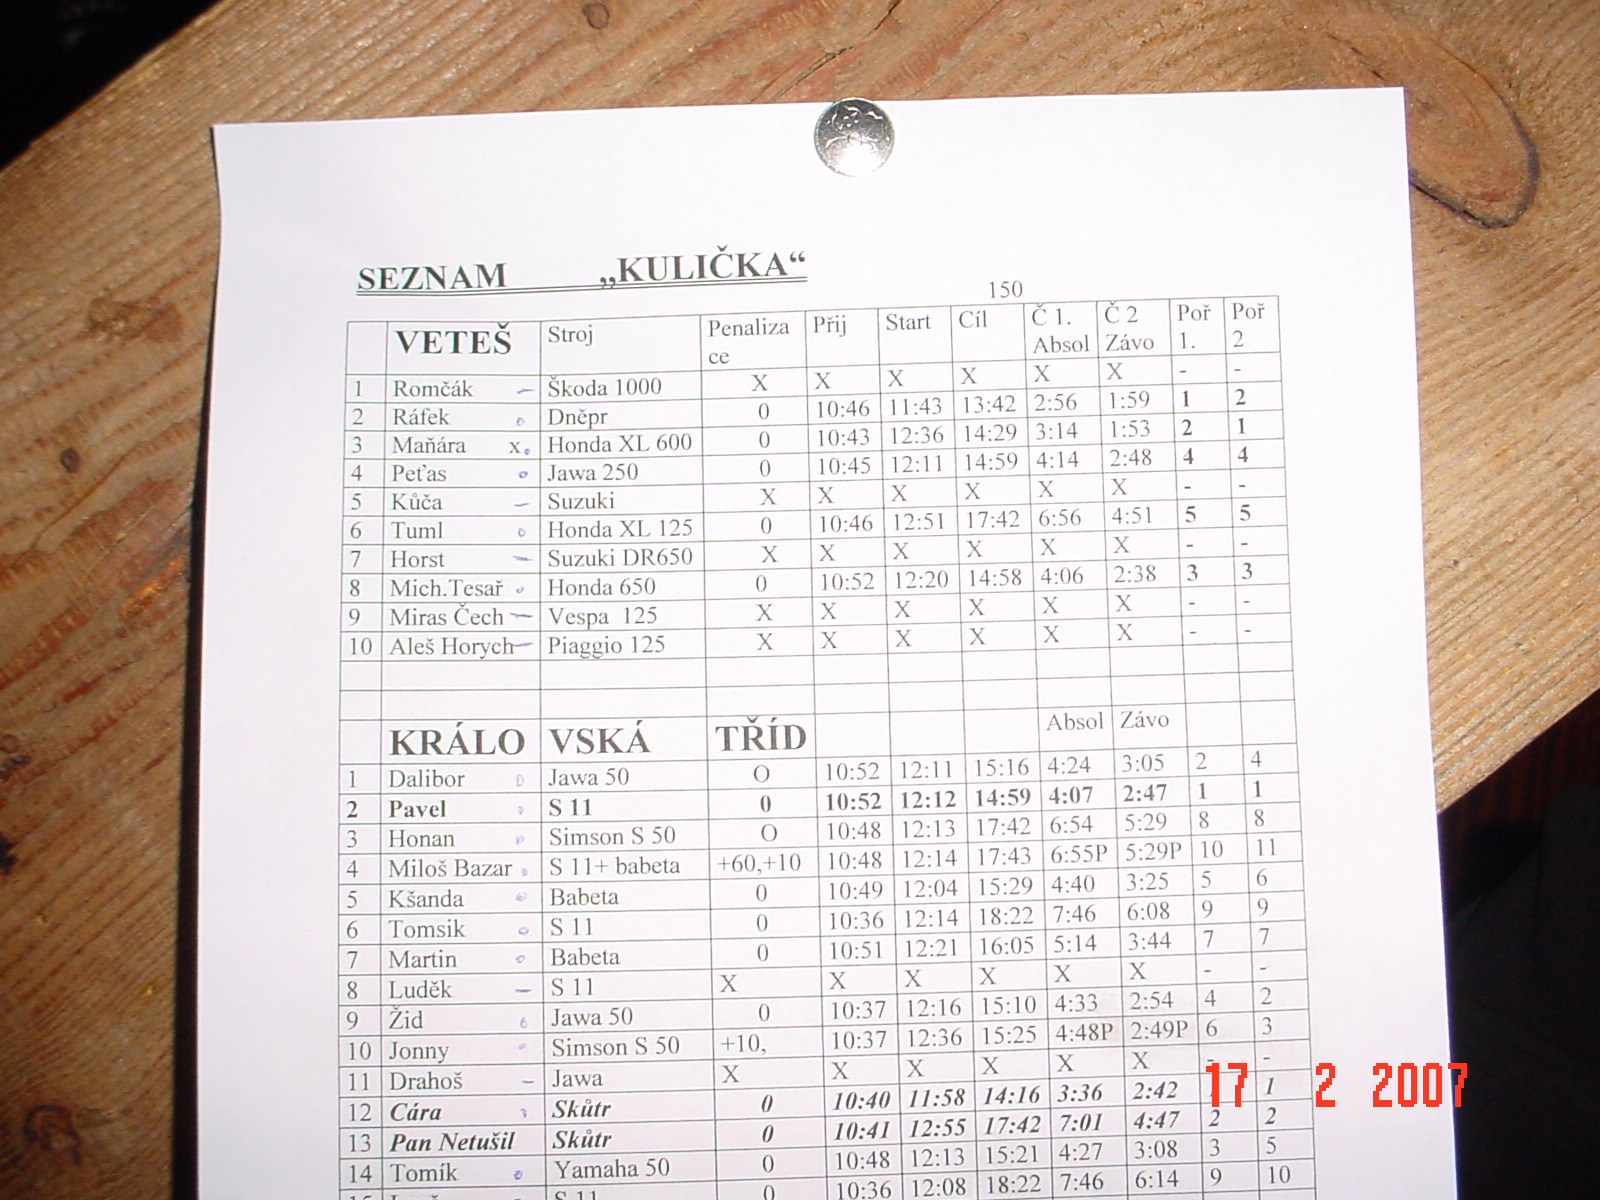 SEZNAM „KULIČKA“
150
VETEŠ Stroj Penaliza ce Přij Start Cíl Č 1. Absol Č 2 Závo Poř 1. Poř 2
1 Romčák – Škoda 1000 X X X X X X - -
2 Ráfek o Dněpr 0 10:46 11:43 13:42 2:56 1:59 1 2
3 Maňára x. Honda XL 600 0 10:43 12:36 14:29 3:14 1:53 2 1
4 Peťas o Jawa 250 0 10:45 12:11 14:59 4:14 2:48 4 4
5 Kůča – Suzuki X X X X X X - -
6 Tuml o Honda XL 125 0 10:46 12:51 17:42 6:56 4:51 5 5
7 Horst – Suzuki DR650 X X X X X X - -
8 Mich.Tesař o Honda 650 0 10:52 12:20 14:58 4:06 2:38 3 3
9 Miras Čech – Vespa 125 X X X X X X - -
10 Aleš Horych – Piaggio 125 X X X X X X - -
KRÁLO VSKÁ TŘÍD Absol Závo
1 Dalibor o Jawa 50 O 10:52 12:11 15:16 4:24 3:05 2 4
2 Pavel o S 11 0 10:52 12:12 14:59 4:07 2:47 1 1
3 Honan o Simson S 50 O 10:48 12:13 17:42 6:54 5:29 8 8
4 Miloš Bazar o S 11+ babeta +60,+10 10:48 12:14 17:43 6:55P 5:29P 10 11
5 Kšanda o Babeta 0 10:49 12:04 15:29 4:40 3:25 5 6
6 Tomsik o S 11 0 10:36 12:14 18:22 7:46 6:08 9 9
7 Martin o Babeta 0 10:51 12:21 16:05 5:14 3:44 7 7
8 Luděk – S 11 X X X X X X - -
9 Žid o Jawa 50 0 10:37 12:16 15:10 4:33 2:54 4 2
10 Jonny o Simson S 50 +10, 10:37 12:36 15:25 4:48P 2:49P 6 3
11 Drahoš – Jawa X X X X X X - -
12 Cára Skůtr 0 10:40 11:58 14:16 3:36 2:42 1
13 Pan Netušil Skůtr 0 10:41 12:55 17:42 7:01 4:47 2 2
14 Tomík o Yamaha 50 0 10:48 12:13 15:21 4:27 3:08 3 5
S 11 0 10:36 12:08 18:22 7:46 6:14 9 10
17 2 2007